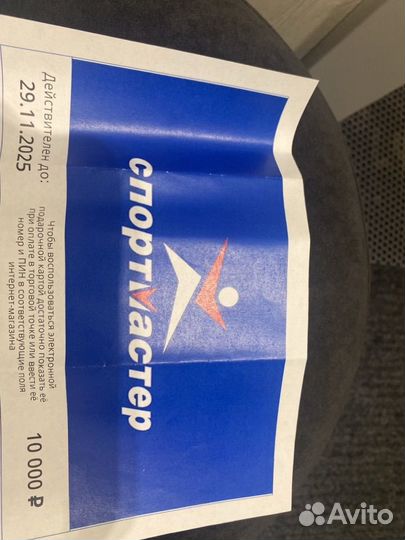 спортмастер
Действителен до:
29.11.2025
Чтобы воспользоваться электронной
подарочной картой достаточно показать её
при оплате в торговой точке или ввести её
номер и ПИН в соответствующие поля
интернет-магазина
10 000 ₽
Avito